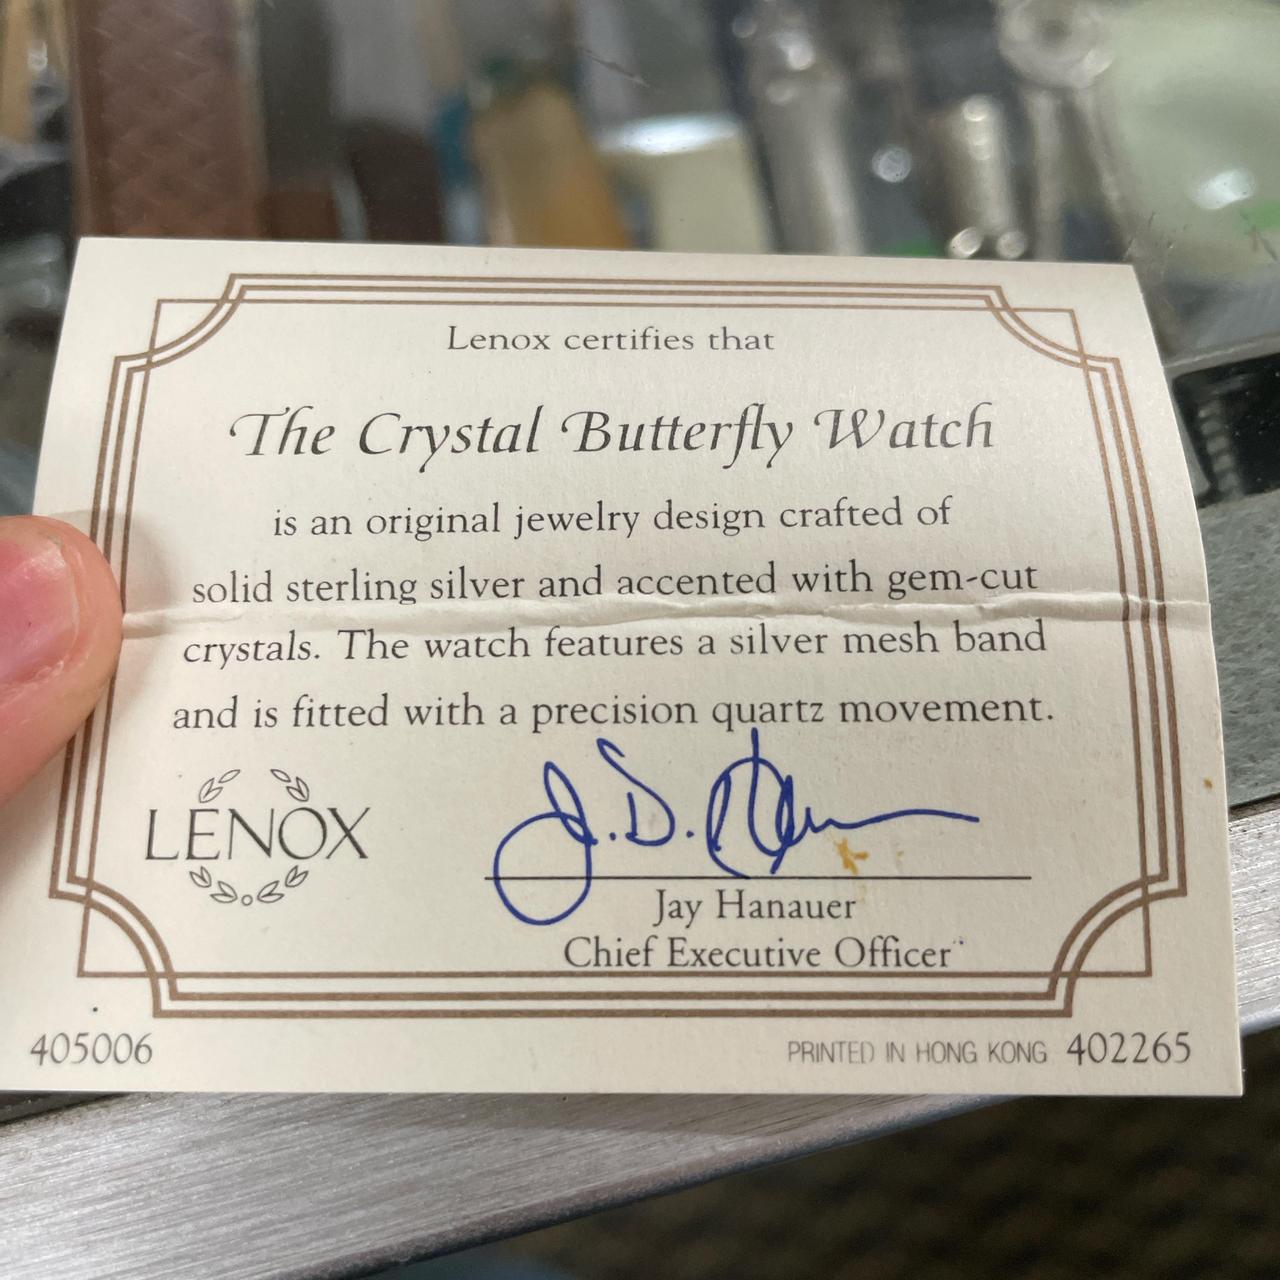 Lenox certifies that
The Crystal Butterfly Watch
is an original jewelry design crafted of
solid sterling silver and accented with gem-cut
crystals. The watch features a silver mesh band
and is fitted with a precision quartz movement.
LENOX
J. D. Hanauer
Jay Hanauer
Chief Executive Officer
405006
PRINTED IN HONG KONG 402265